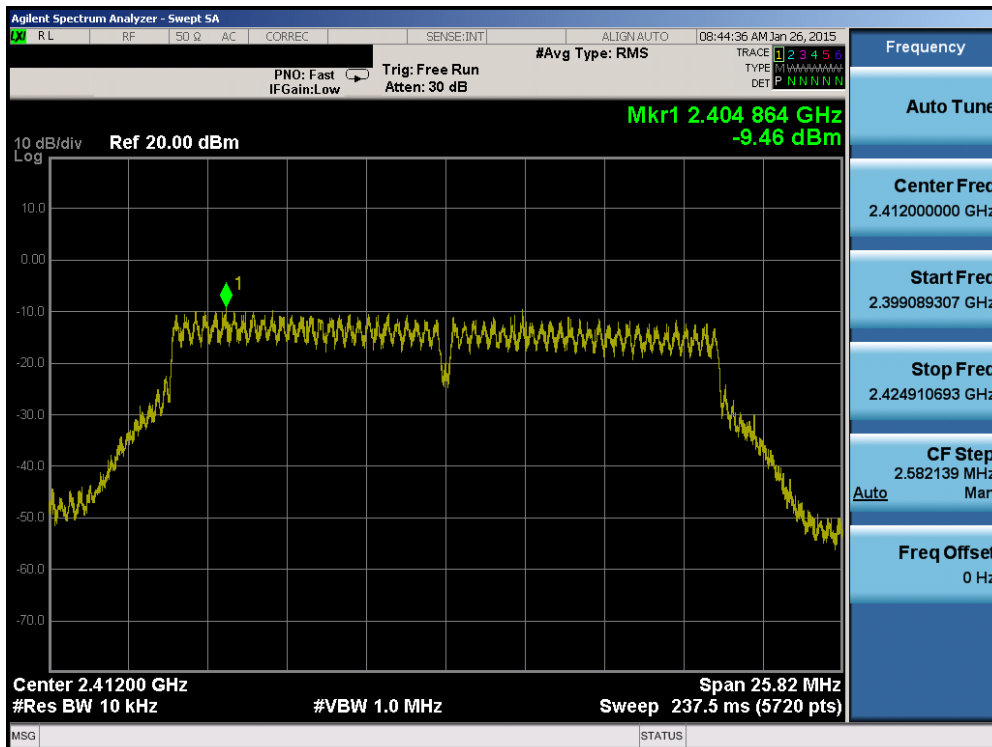 Agilent Spectrum Analyzer - Swept SA
LXI RL RF 50 Ω AC CORREC SENSE:INT ALIGN AUTO 08:44:36 AM Jan 26, 2015
#Avg Type: RMS
TRACE 1 2 3 4 5 6
TYPE M W W W W W
DET P N N N N N
PNO: Fast Trig: Free Run
IFGain:Low Atten: 30 dB
Mkr1 2.404 864 GHz
-9.46 dBm
10 dB/div Ref 20.00 dBm
Log
1
10.0
0.00
-10.0
-20.0
-30.0
-40.0
-50.0
-60.0
-70.0
Center 2.41200 GHz Span 25.82 MHz
#Res BW 10 kHz #VBW 1.0 MHz Sweep 237.5 ms (5720 pts)
MSG STATUS
Frequency
Auto Tune
Center Freq
2.412000000 GHz
Start Freq
2.399089307 GHz
Stop Freq
2.424910693 GHz
CF Step
2.582139 MHz
Auto Man
Freq Offset
0 Hz